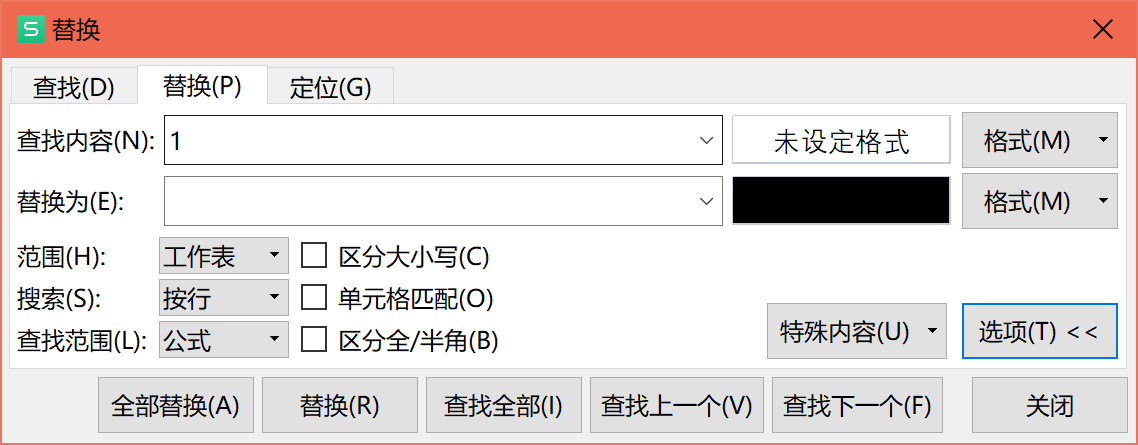 替换
查找(D) 替换(P) 定位(G)
查找内容(N): 1 未设定格式 格式(M)
替换为(E): 格式(M)
范围(H): 工作表 区分大小写(C)
搜索(S): 按行 单元格匹配(O)
查找范围(L): 公式 区分全/半角(B) 特殊内容(U) 选项(T) <<
全部替换(A) 替换(R) 查找全部(I) 查找上一个(V) 查找下一个(F) 关闭